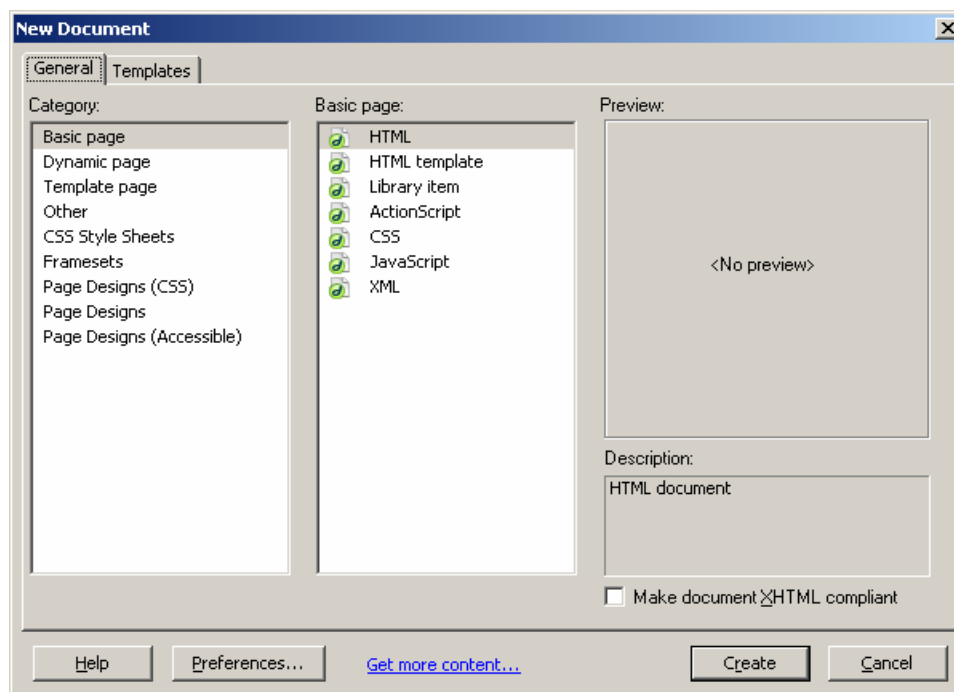 New Document
General
Templates
Category:
Basic page
Dynamic page
Template page
Other
CSS Style Sheets
Framesets
Page Designs (CSS)
Page Designs
Page Designs (Accessible)
Basic page:
HTML
HTML template
Library item
ActionScript
CSS
JavaScript
XML
Preview:
<No preview>
Description:
HTML document
Make document XHTML compliant
Help
Preferences...
Get more content...
Create
Cancel